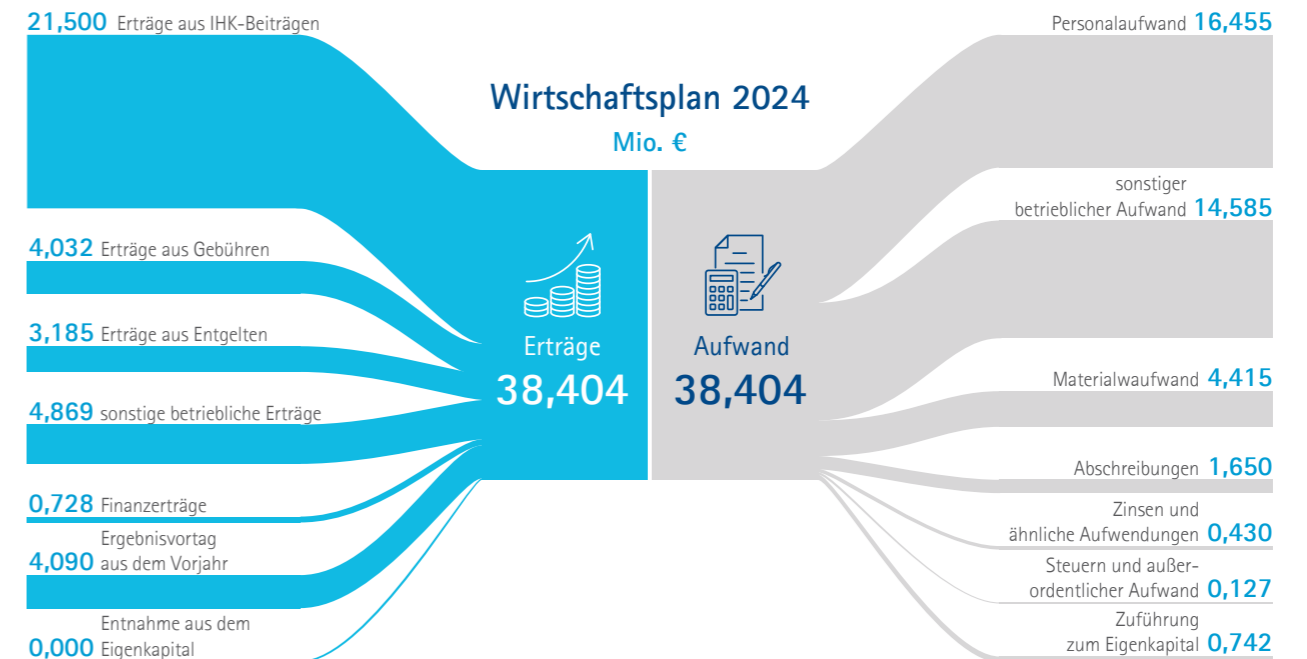 21,500 Erträge aus IHK-Beiträgen
4,032 Erträge aus Gebühren
3,185 Erträge aus Entgelten
4,869 sonstige betriebliche Erträge
0,728 Finanzerträge
Ergebnisvortag
4,090 aus dem Vorjahr
Entnahme aus dem
0,000 Eigenkapital
Wirtschaftsplan 2024
Mio. €
Erträge
38,404
Aufwand
38,404
Personalaufwand 16,455
sonstiger
betrieblicher Aufwand 14,585
Materialwaufwand 4,415
Abschreibungen 1,650
Zinsen und
ähnliche Aufwendungen 0,430
Steuern und außer-
ordentlicher Aufwand 0,127
Zuführung
zum Eigenkapital 0,742